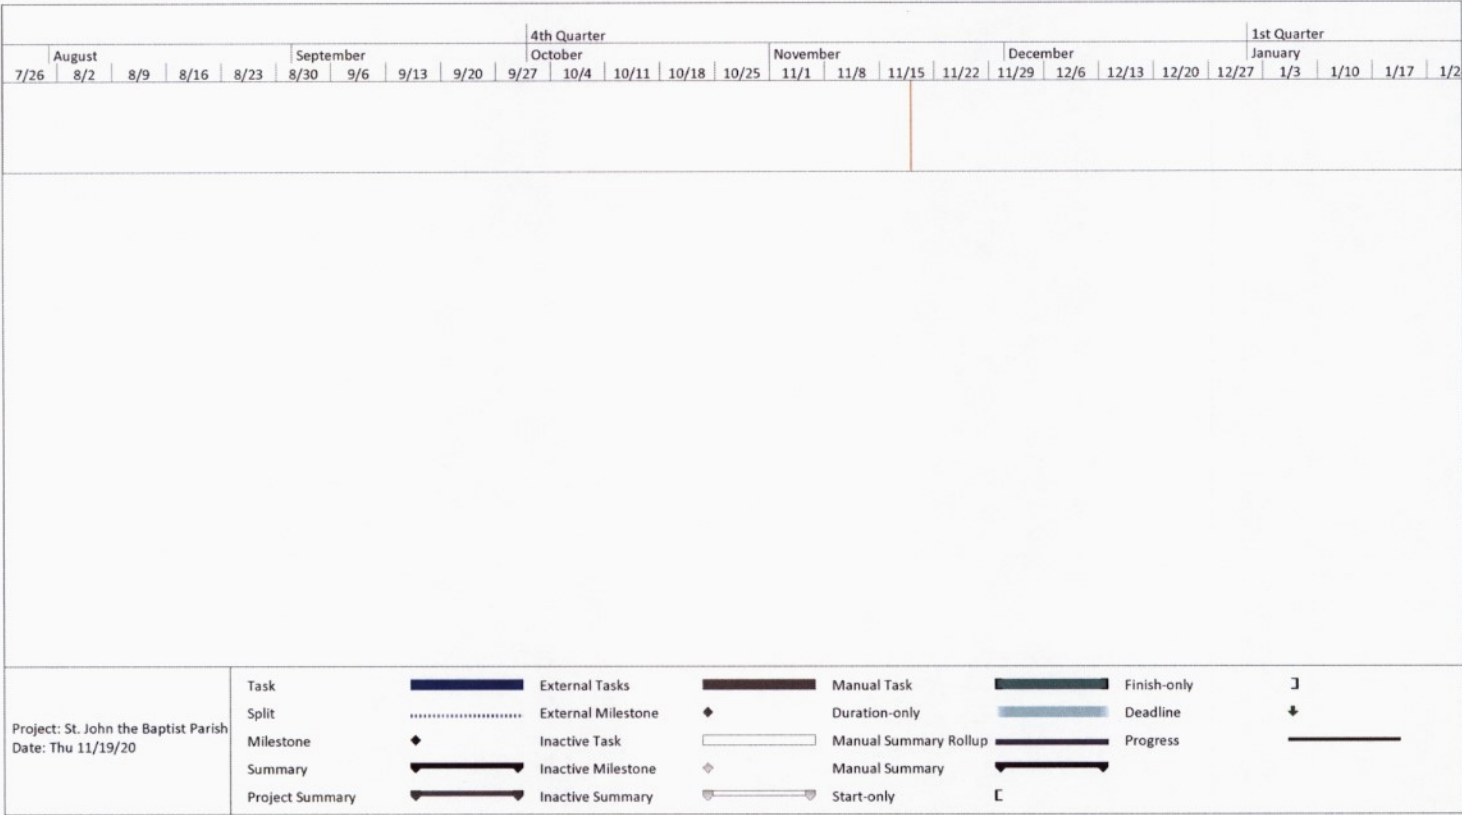 4th Quarter 1st Quarter
August September October November December January
7/26 8/2 8/9 8/16 8/23 8/30 9/6 9/13 9/20 9/27 10/4 10/11 10/18 10/25 11/1 11/8 11/15 11/22 11/29 12/6 12/13 12/20 12/27 1/3 1/10 1/17 1/2
Project: St. John the Baptist Parish
Date: Thu 11/19/20
Task External Tasks Manual Task Finish-only
Split External Milestone Duration-only Deadline
Milestone Inactive Task Manual Summary Rollup Progress
Summary Inactive Milestone Manual Summary
Project Summary Inactive Summary Start-only